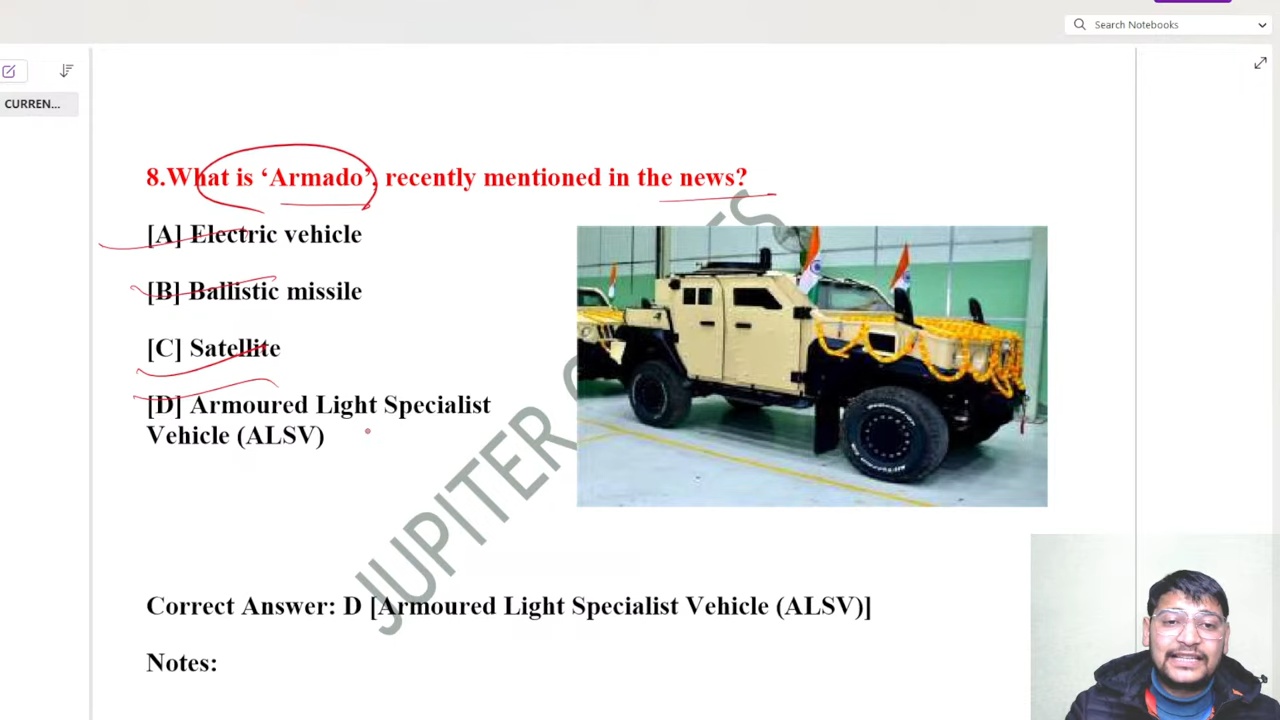 Search Notebooks
CURREN...
8.What is ‘Armado’, recently mentioned in the news?
[A] Electric vehicle
[B] Ballistic missile
[C] Satellite
[D] Armoured Light Specialist
Vehicle (ALSV)
JUPITER
Correct Answer: D [Armoured Light Specialist Vehicle (ALSV)]
Notes: